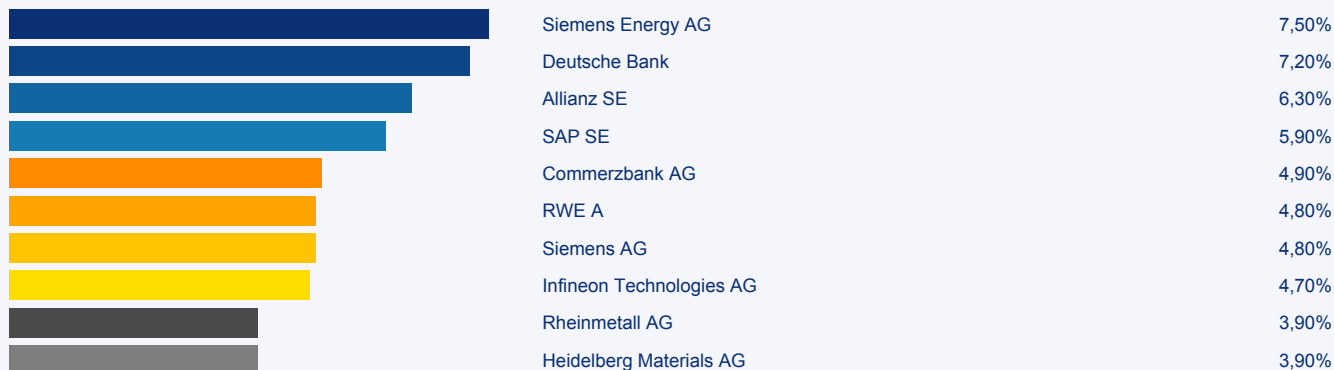 Siemens Energy AG 7,50%
Deutsche Bank 7,20%
Allianz SE 6,30%
SAP SE 5,90%
Commerzbank AG 4,90%
RWE A 4,80%
Siemens AG 4,80%
Infineon Technologies AG 4,70%
Rheinmetall AG 3,90%
Heidelberg Materials AG 3,90%